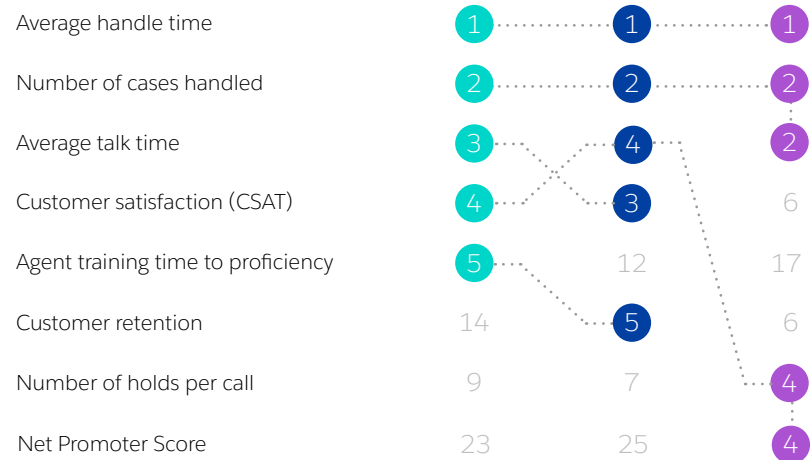 Average handle time 1 1 1
Number of cases handled 2 2 2
Average talk time 3 4 2
Customer satisfaction (CSAT) 4 3 6
Agent training time to proficiency 5 12 17
Customer retention 14 5 6
Number of holds per call 9 7 4
Net Promoter Score 23 25 4